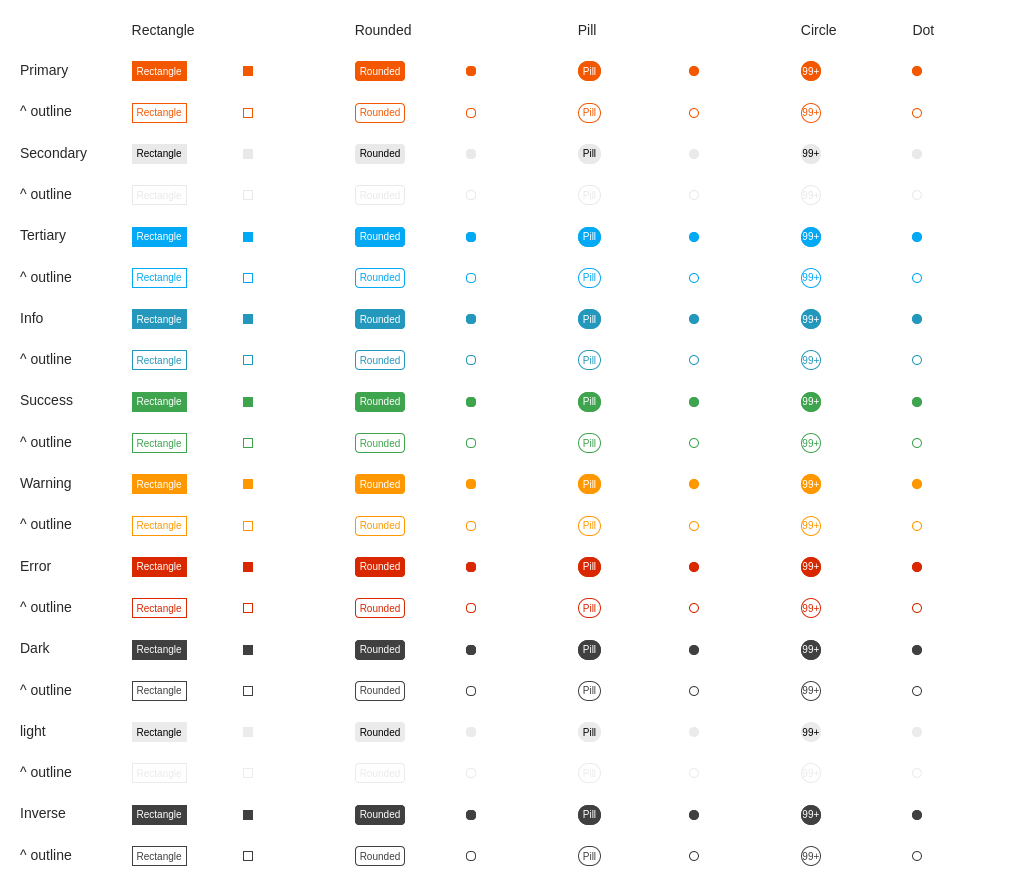 Rectangle Rounded Pill Circle Dot
Primary Rectangle Rounded Pill 99+
^ outline Rectangle Rounded Pill 99+
Secondary Rectangle Rounded Pill 99+
^ outline Rectangle Rounded Pill 99+
Tertiary Rectangle Rounded Pill 99+
^ outline Rectangle Rounded Pill 99+
Info Rectangle Rounded Pill 99+
^ outline Rectangle Rounded Pill 99+
Success Rectangle Rounded Pill 99+
^ outline Rectangle Rounded Pill 99+
Warning Rectangle Rounded Pill 99+
^ outline Rectangle Rounded Pill 99+
Error Rectangle Rounded Pill 99+
^ outline Rectangle Rounded Pill 99+
Dark Rectangle Rounded Pill 99+
^ outline Rectangle Rounded Pill 99+
light Rectangle Rounded Pill 99+
^ outline Rectangle Rounded Pill 99+
Inverse Rectangle Rounded Pill 99+
^ outline Rectangle Rounded Pill 99+